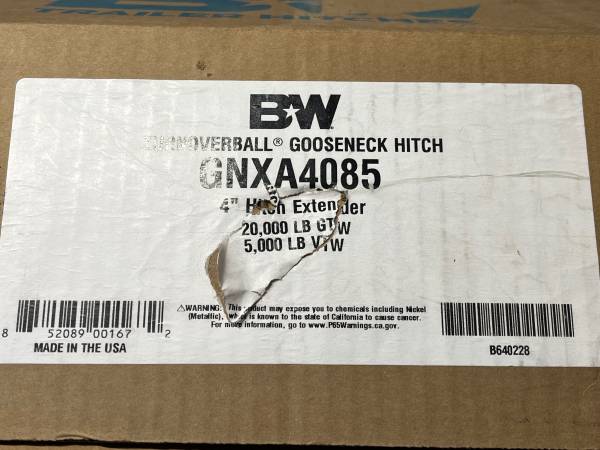 TRAILER HITCHES
B&W
TURNOVERBALL® GOOSENECK HITCH
GNXA4085
4" Hitch Extender
20,000 LB GTW
5,000 LB VTW
⚠WARNING: This product may expose you to chemicals including Nickel
(Metallic), which is known to the state of California to cause cancer.
For more information, go to www.P65Warnings.ca.gov.
8 52089 00167 2
MADE IN THE USA
B640228